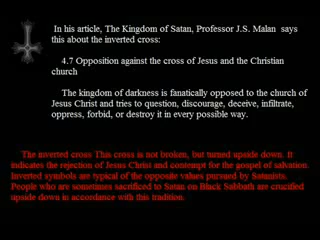 In his article, The Kingdom of Satan, Professor J.S. Malan says
this about the inverted cross:
4.7 Opposition against the cross of Jesus and the Christian
church
The kingdom of darkness is fanatically opposed to the church of
Jesus Christ and tries to question, discourage, deceive, infiltrate,
oppress, forbid, or destroy it in every possible way.
The inverted cross This cross is not broken, but turned upside down. It
indicates the rejection of Jesus Christ and contempt for the gospel of salvation.
Inverted symbols are typical of the opposite values pursued by Satanists.
People who are sometimes sacrificed to Satan on Black Sabbath are crucified
upside down in accordance with this tradition.